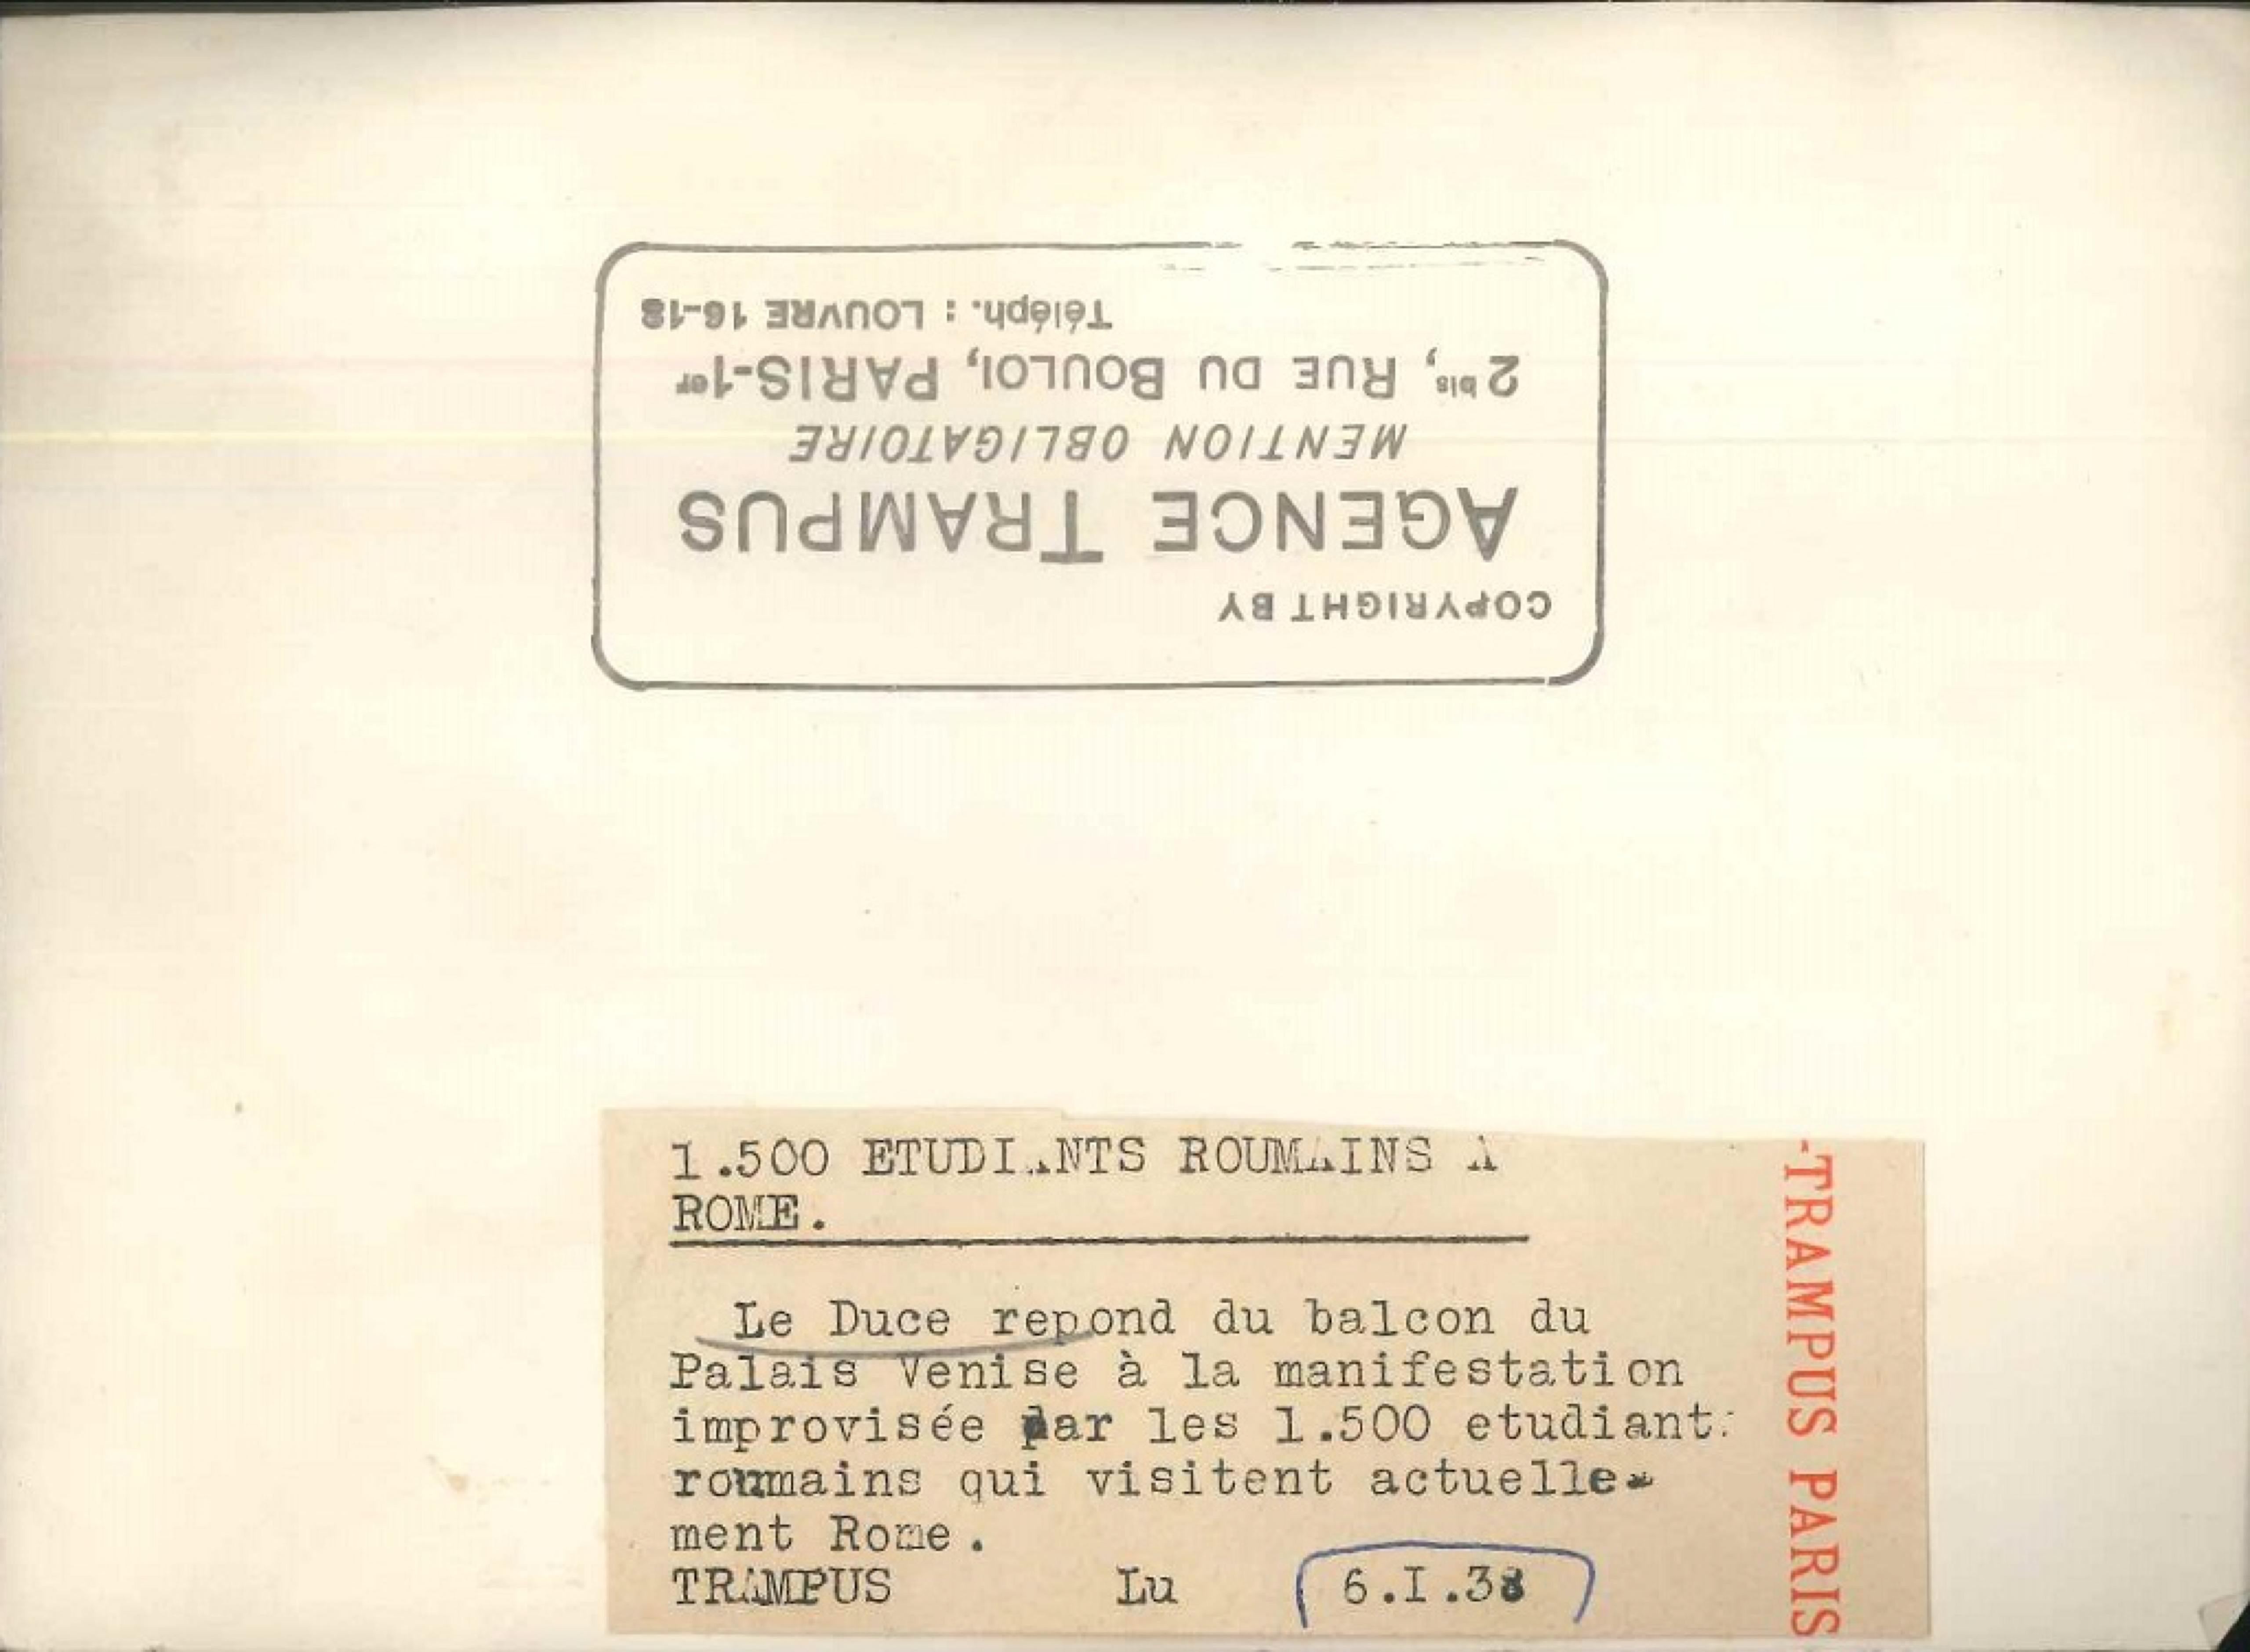 COPYRIGHT BY
AGENCE TRAMPUS
MENTION OBLIGATOIRE
2bis, RUE DU BOULOI, PARIS-1er
Téléph. : LOUVRE 16-18
1.500 ETUDIANTS ROUMAINS A
ROME.
Le Duce repond du balcon du
Palais Venise à la manifestation
improvisée par les 1.500 etudiants
roumains qui visitent actuelle-
ment Rome.
TRAMPUS Lu 6.I.38
-TRAMPUS PARIS